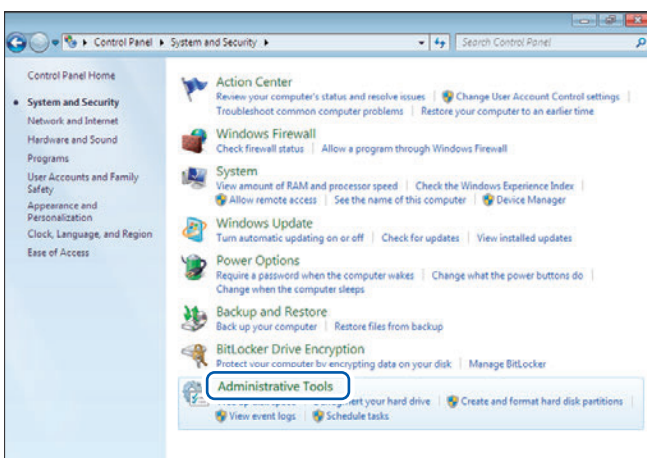 Control Panel ▸ System and Security ▸
Search Control Panel
Control Panel Home
System and Security
Network and Internet
Hardware and Sound
Programs
User Accounts and Family
Safety
Appearance and
Personalization
Clock, Language, and Region
Ease of Access
Action Center
Review your computer's status and resolve issues
Change User Account Control settings
Troubleshoot common computer problems
Restore your computer to an earlier time
Windows Firewall
Check firewall status
Allow a program through Windows Firewall
System
View amount of RAM and processor speed
Check the Windows Experience Index
Allow remote access
See the name of this computer
Device Manager
Windows Update
Turn automatic updating on or off
Check for updates
View installed updates
Power Options
Require a password when the computer wakes
Change what the power buttons do
Change when the computer sleeps
Backup and Restore
Back up your computer
Restore files from backup
BitLocker Drive Encryption
Protect your computer by encrypting data on your disk
Manage BitLocker
Administrative Tools
your hard drive
Create and format hard disk partitions
View event logs
Schedule tasks